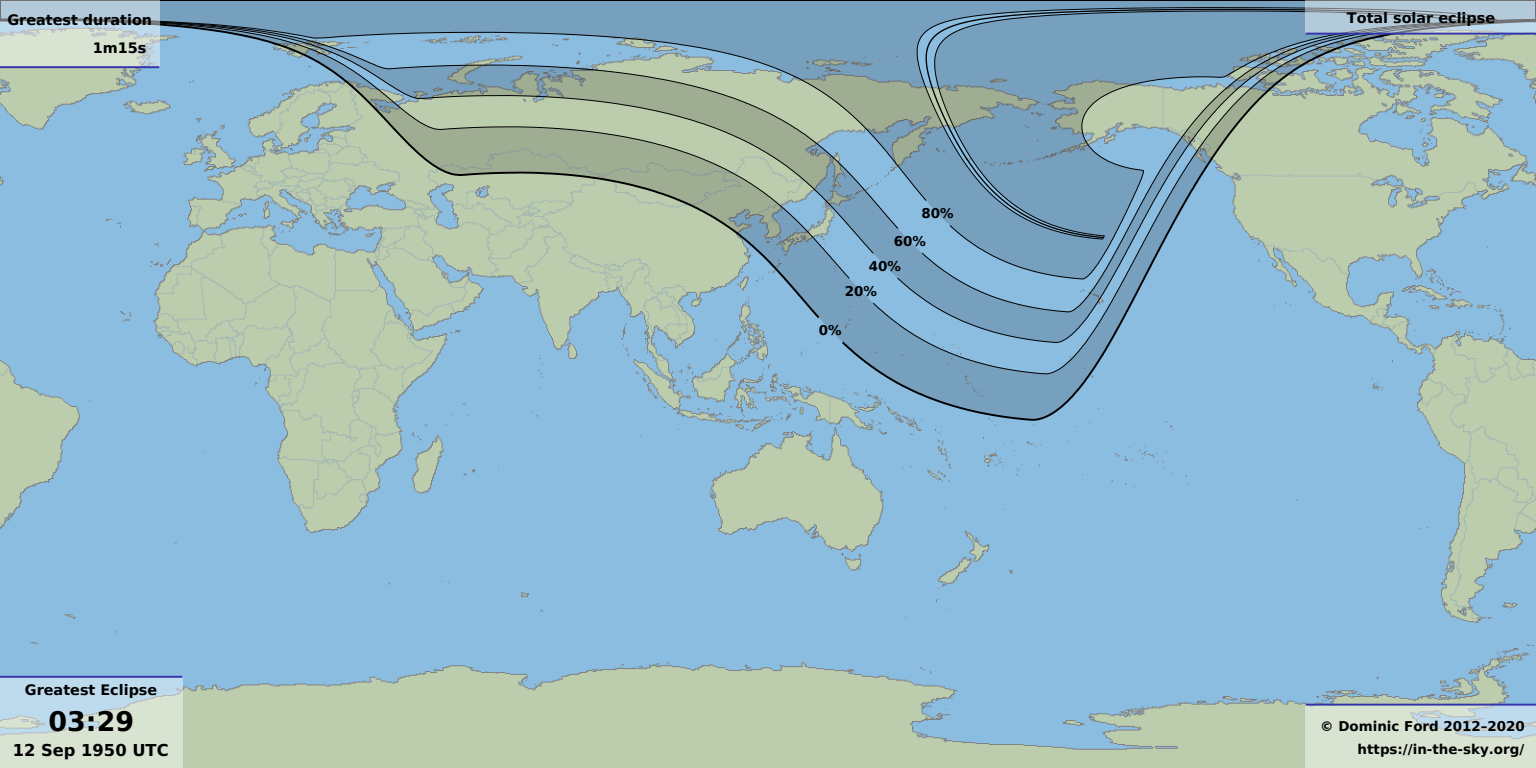 Greatest duration
1m15s
Total solar eclipse
80%
60%
40%
20%
0%
Greatest Eclipse
03:29
12 Sep 1950 UTC
© Dominic Ford 2012–2020
https://in-the-sky.org/